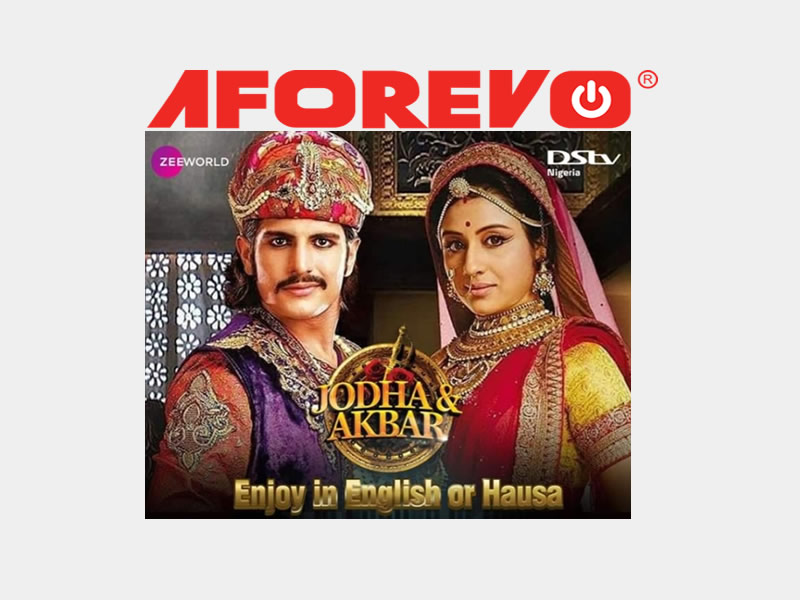 AFOREVO®
ZEEWORLD
DStv
Nigeria
JODHA &
AKBAR
Enjoy in English or Hausa